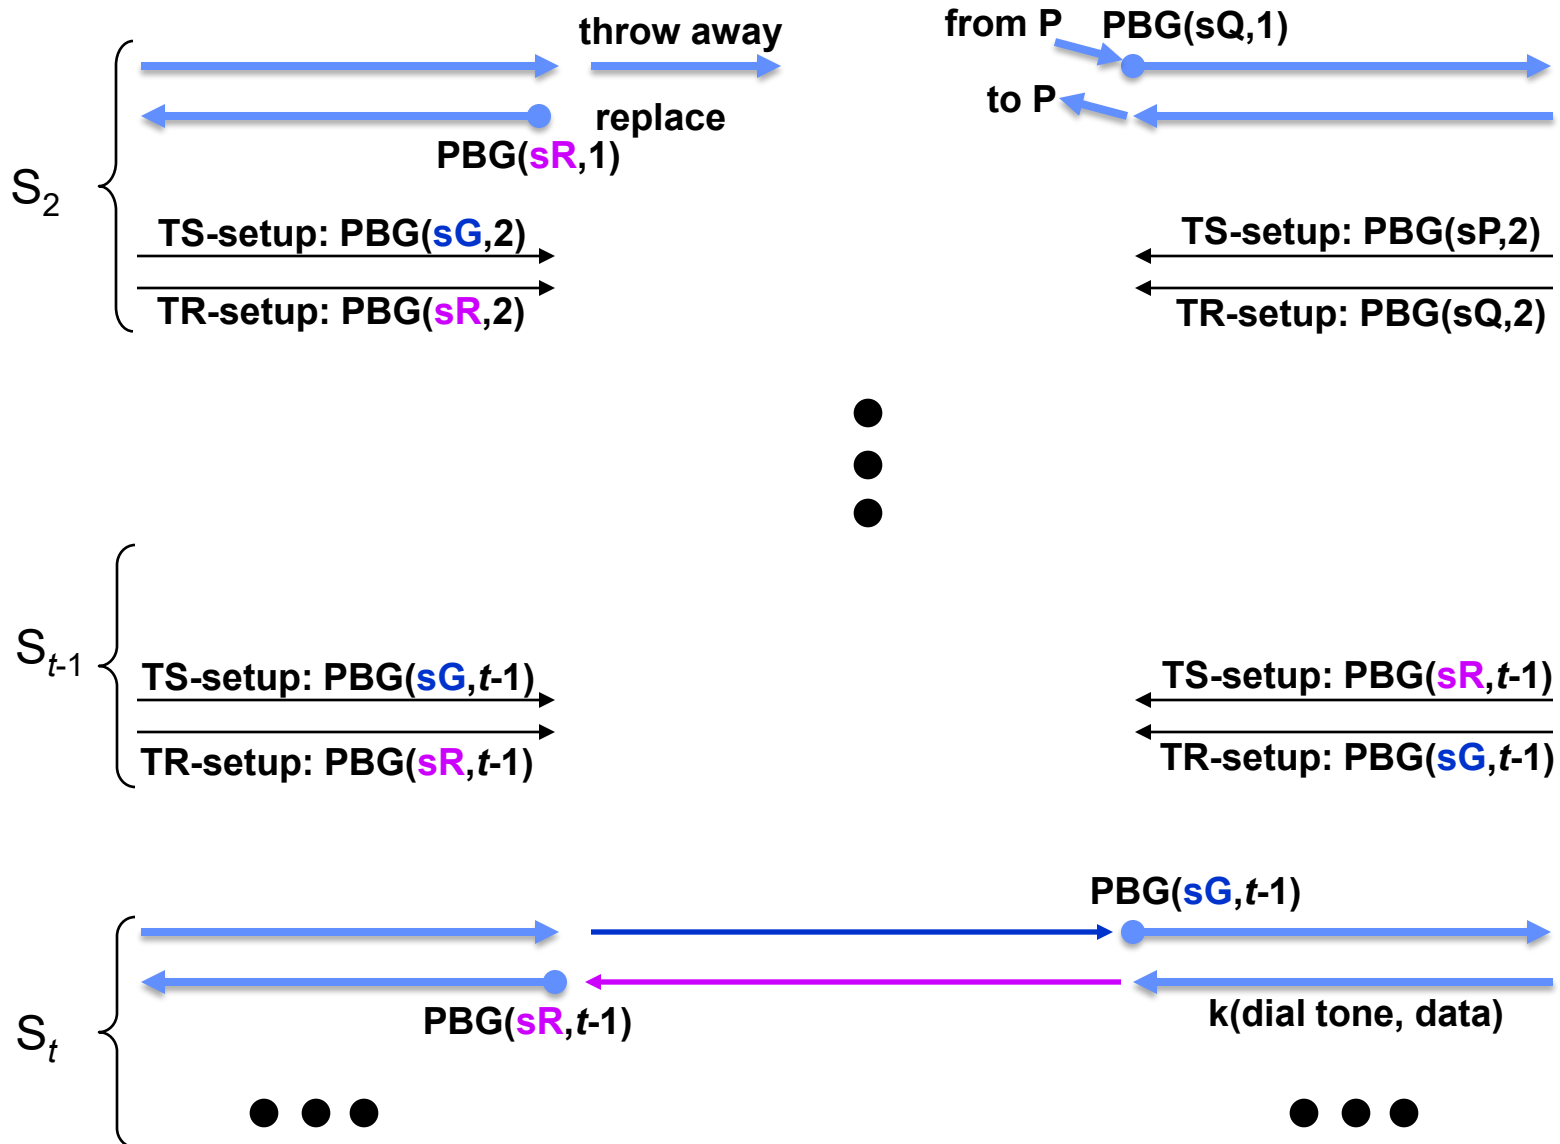 throw away
from P
PBG(sQ,1)
to P
replace
PBG(sR,1)
S2
TS-setup: PBG(sG,2)
TR-setup: PBG(sR,2)
TS-setup: PBG(sP,2)
TR-setup: PBG(sQ,2)
St-1
TS-setup: PBG(sG,t-1)
TR-setup: PBG(sR,t-1)
TS-setup: PBG(sR,t-1)
TR-setup: PBG(sG,t-1)
PBG(sG,t-1)
PBG(sR,t-1)
k(dial tone, data)
St